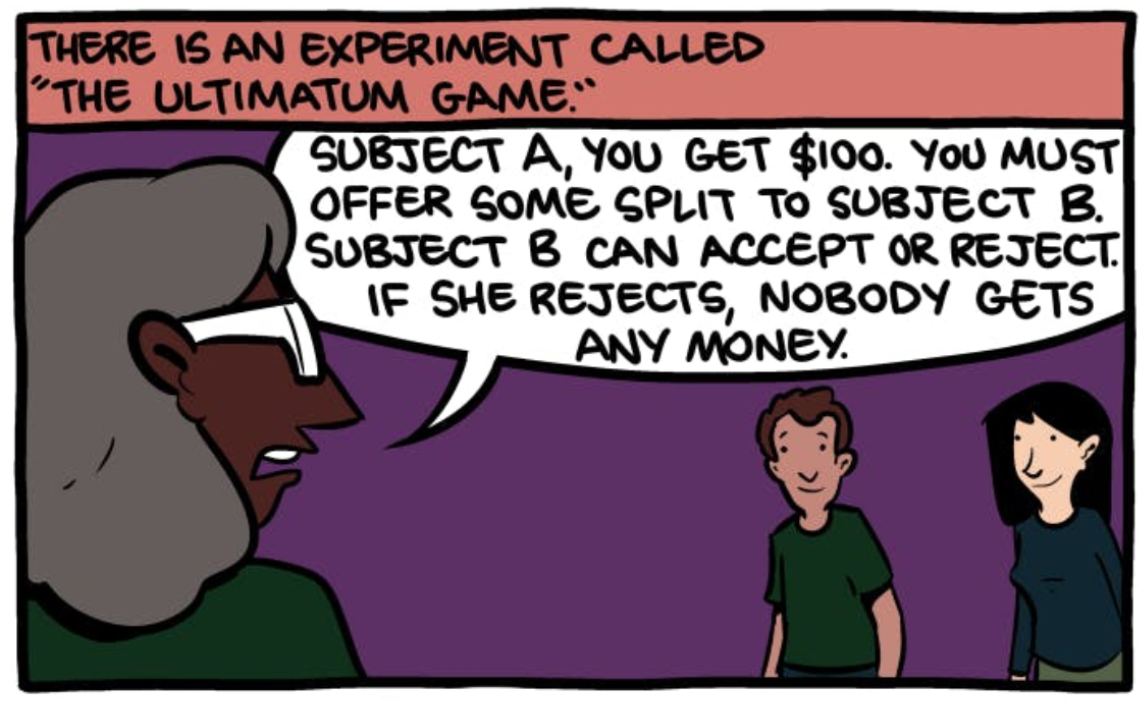 THERE IS AN EXPERIMENT CALLED
"THE ULTIMATUM GAME."
SUBJECT A, YOU GET $100. YOU MUST
OFFER SOME SPLIT TO SUBJECT B.
SUBJECT B CAN ACCEPT OR REJECT.
IF SHE REJECTS, NOBODY GETS
ANY MONEY.